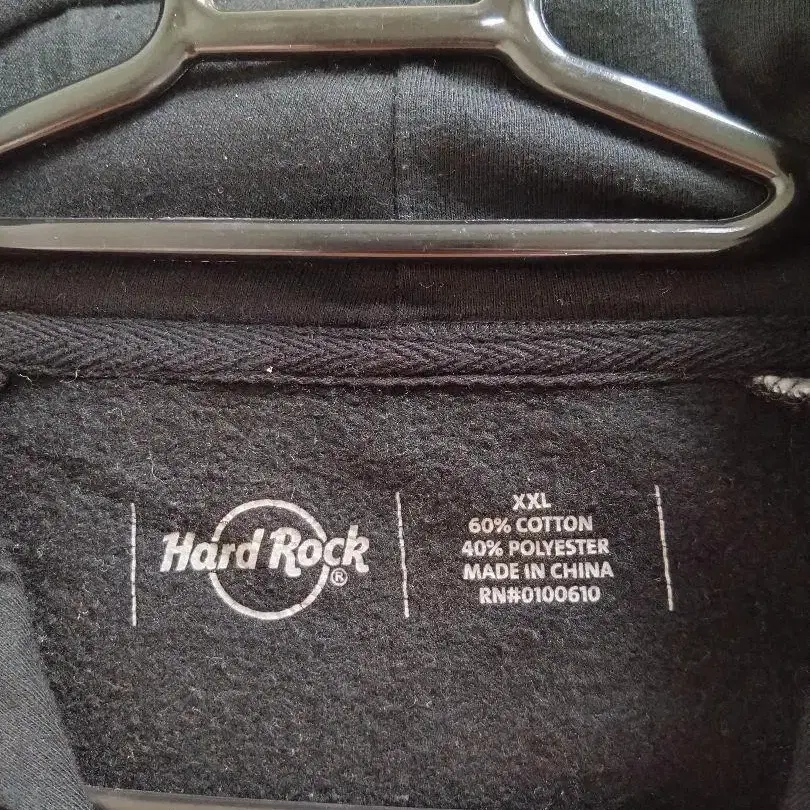 Hard Rock®
XXL
60% COTTON
40% POLYESTER
MADE IN CHINA
RN#0100610